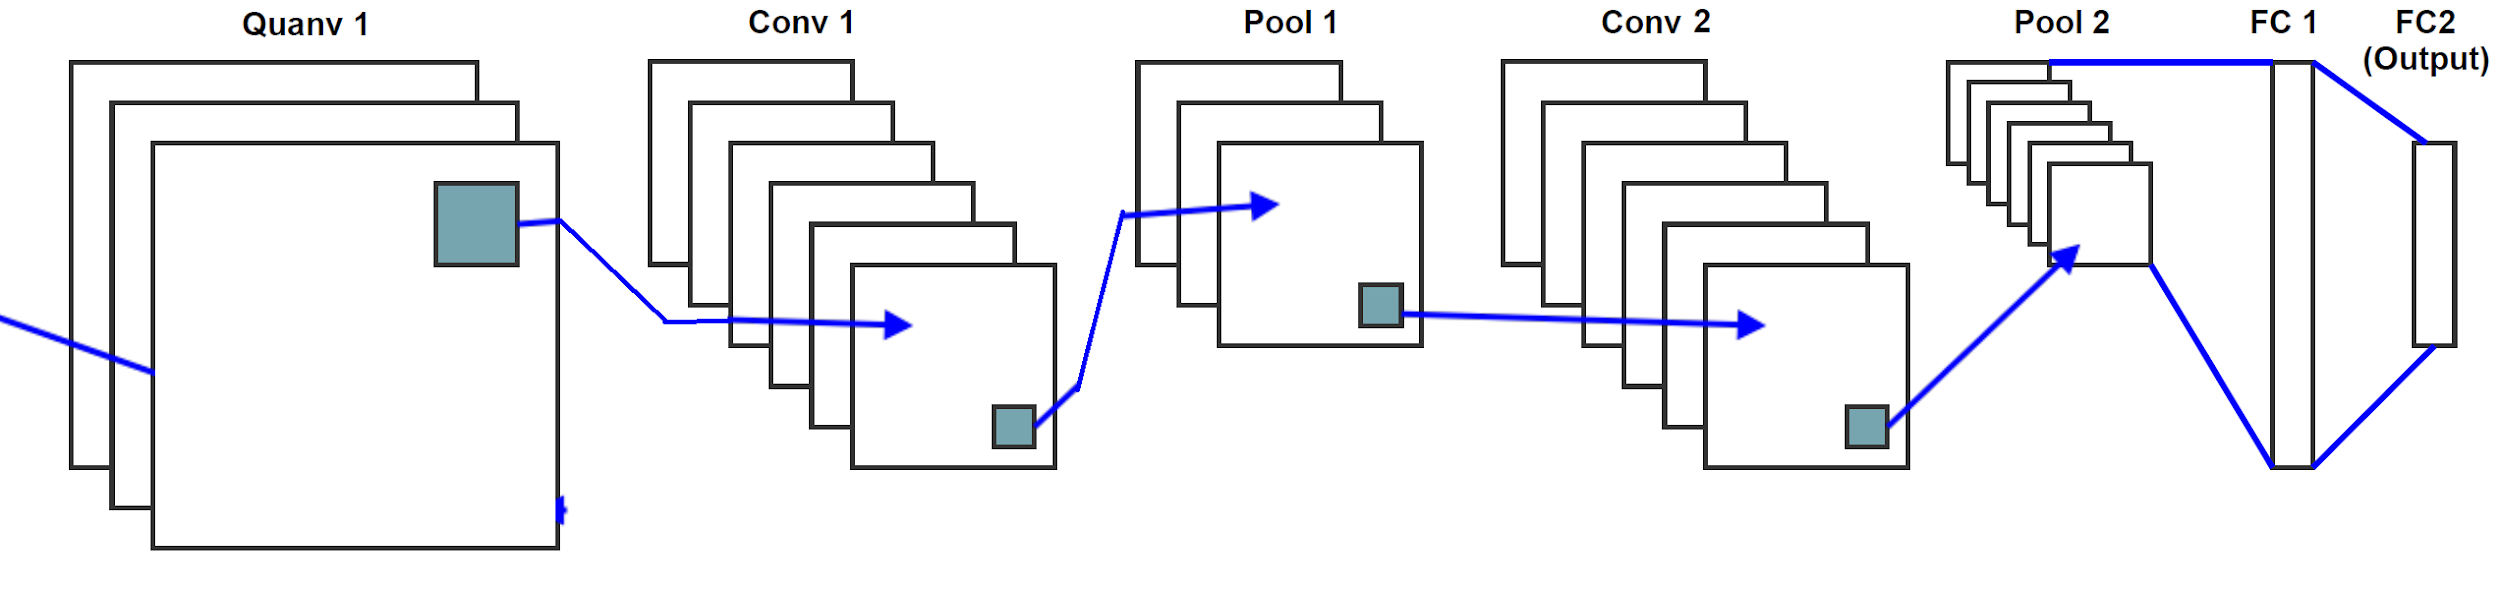 Quanv 1
Conv 1
Pool 1
Conv 2
Pool 2
FC 1
FC2
(Output)